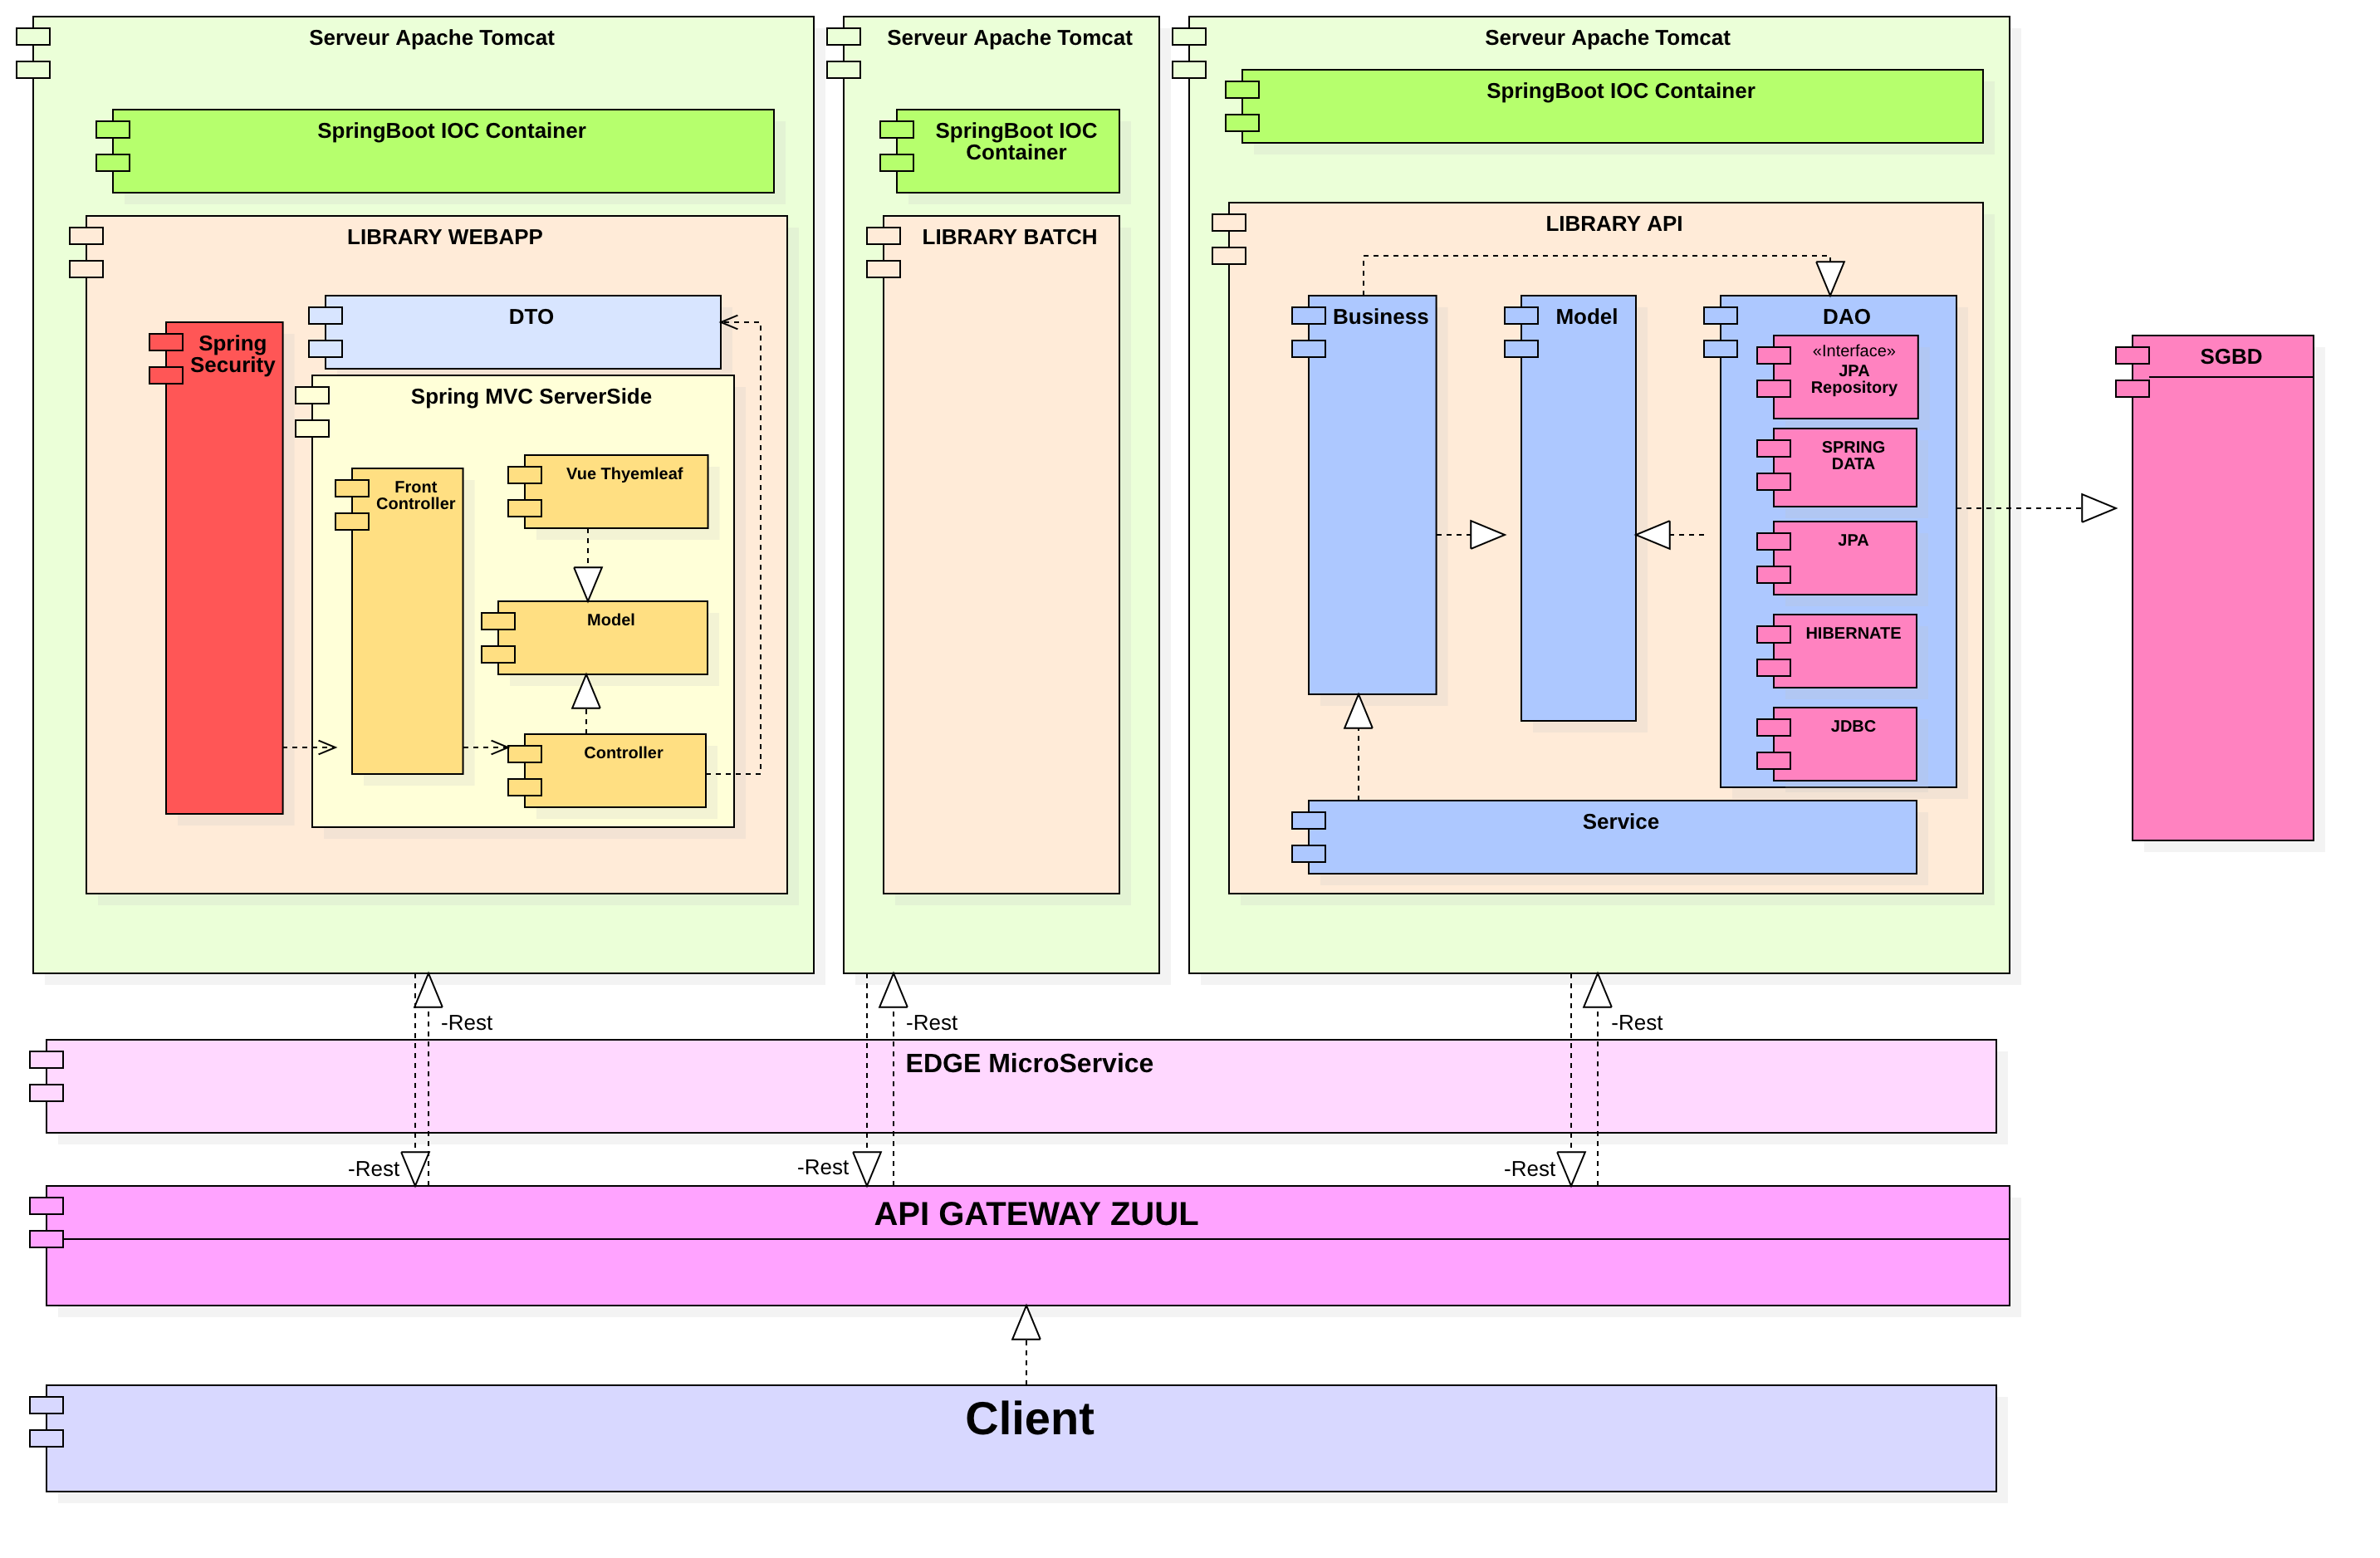 Serveur Apache Tomcat
SpringBoot IOC Container
LIBRARY WEBAPP
Spring
Security
DTO
Spring MVC ServerSide
Front
Controller
Vue Thyemleaf
Model
Controller
Serveur Apache Tomcat
SpringBoot IOC
Container
LIBRARY BATCH
Serveur Apache Tomcat
SpringBoot IOC Container
LIBRARY API
Business
Model
DAO
«Interface»
JPA
Repository
SPRING
DATA
JPA
HIBERNATE
JDBC
Service
SGBD
-Rest
-Rest
-Rest
EDGE MicroService
-Rest
-Rest
-Rest
API GATEWAY ZUUL
Client